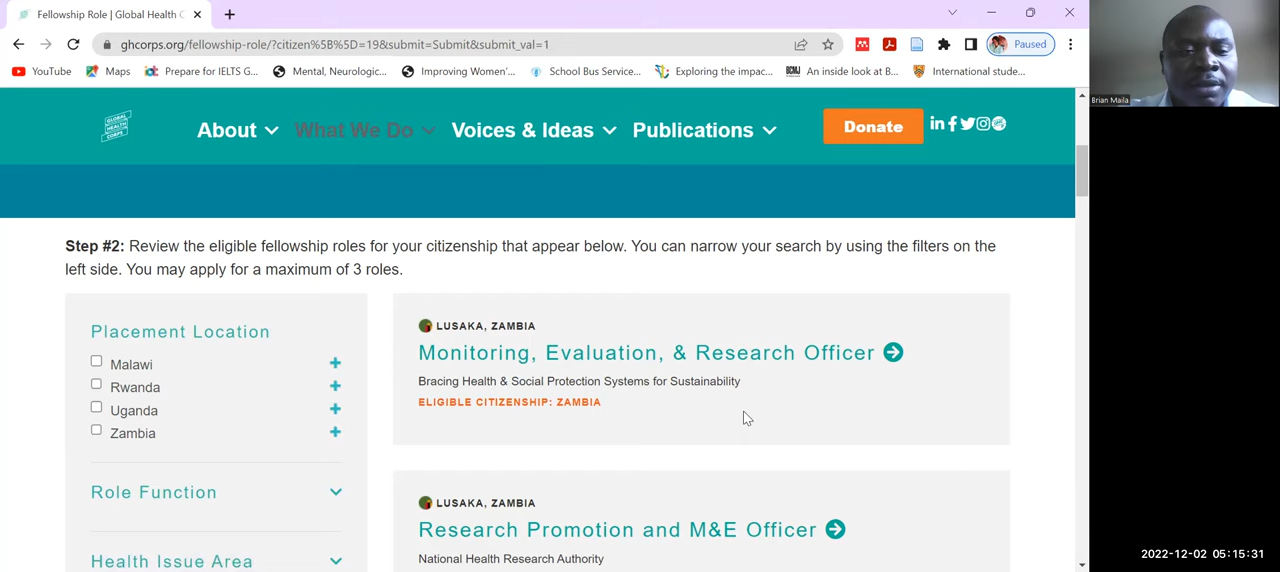 Fellowship Role | Global Health C
ghcorps.org/fellowship-role/?citizen%5B%5D=19&submit=Submit&submit_val=1
Paused
YouTube
Maps
Prepare for IELTS G...
Mental, Neurologic...
Improving Women'...
School Bus Service...
Exploring the impac...
An inside look at B...
International stude...
Brian Maila
GLOBAL HEALTH CORPS
About
What We Do
Voices & Ideas
Publications
Donate
Step #2: Review the eligible fellowship roles for your citizenship that appear below. You can narrow your search by using the filters on the
left side. You may apply for a maximum of 3 roles.
Placement Location
Malawi
Rwanda
Uganda
Zambia
Role Function
Health Issue Area
LUSAKA, ZAMBIA
Monitoring, Evaluation, & Research Officer
Bracing Health & Social Protection Systems for Sustainability
ELIGIBLE CITIZENSHIP: ZAMBIA
LUSAKA, ZAMBIA
Research Promotion and M&E Officer
National Health Research Authority
2022-12-02 05:15:31